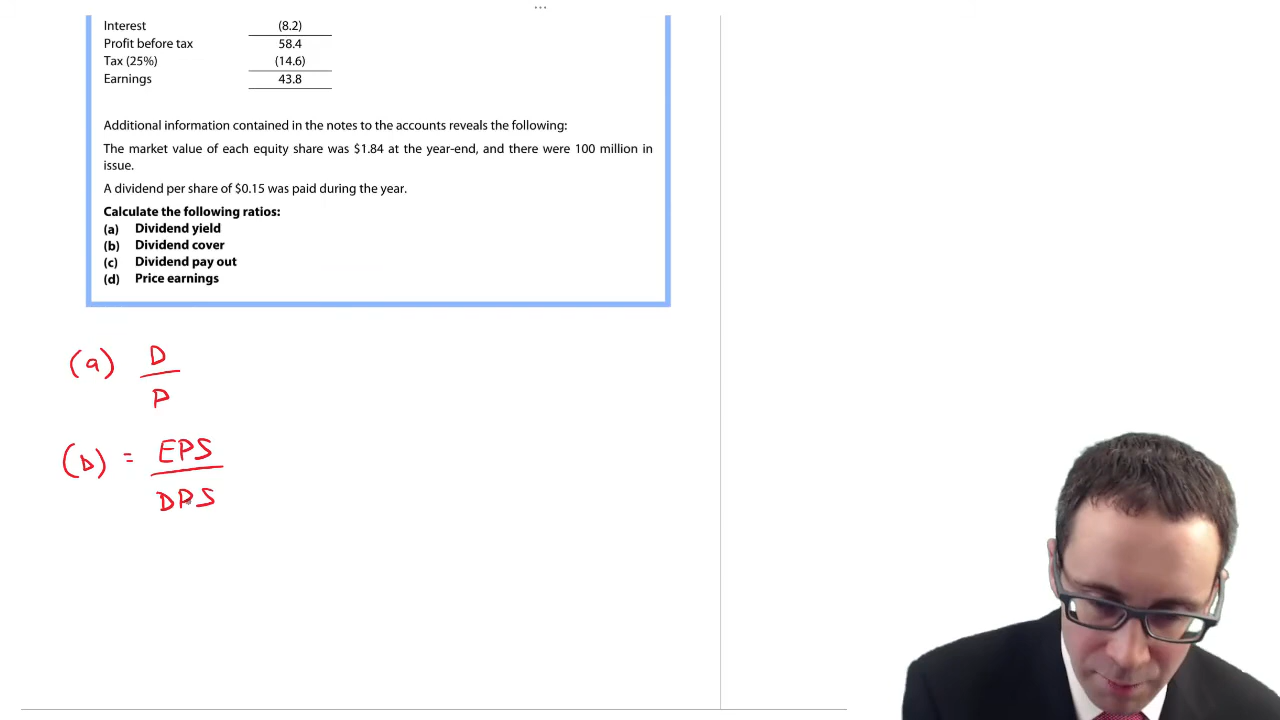 ...
Interest (8.2)
Profit before tax 58.4
Tax (25%) (14.6)
Earnings 43.8
Additional information contained in the notes to the accounts reveals the following:
The market value of each equity share was $1.84 at the year-end, and there were 100 million in
issue.
A dividend per share of $0.15 was paid during the year.
Calculate the following ratios:
(a) Dividend yield
(b) Dividend cover
(c) Dividend pay out
(d) Price earnings
(a) D
P
(b) = EPS
DPS